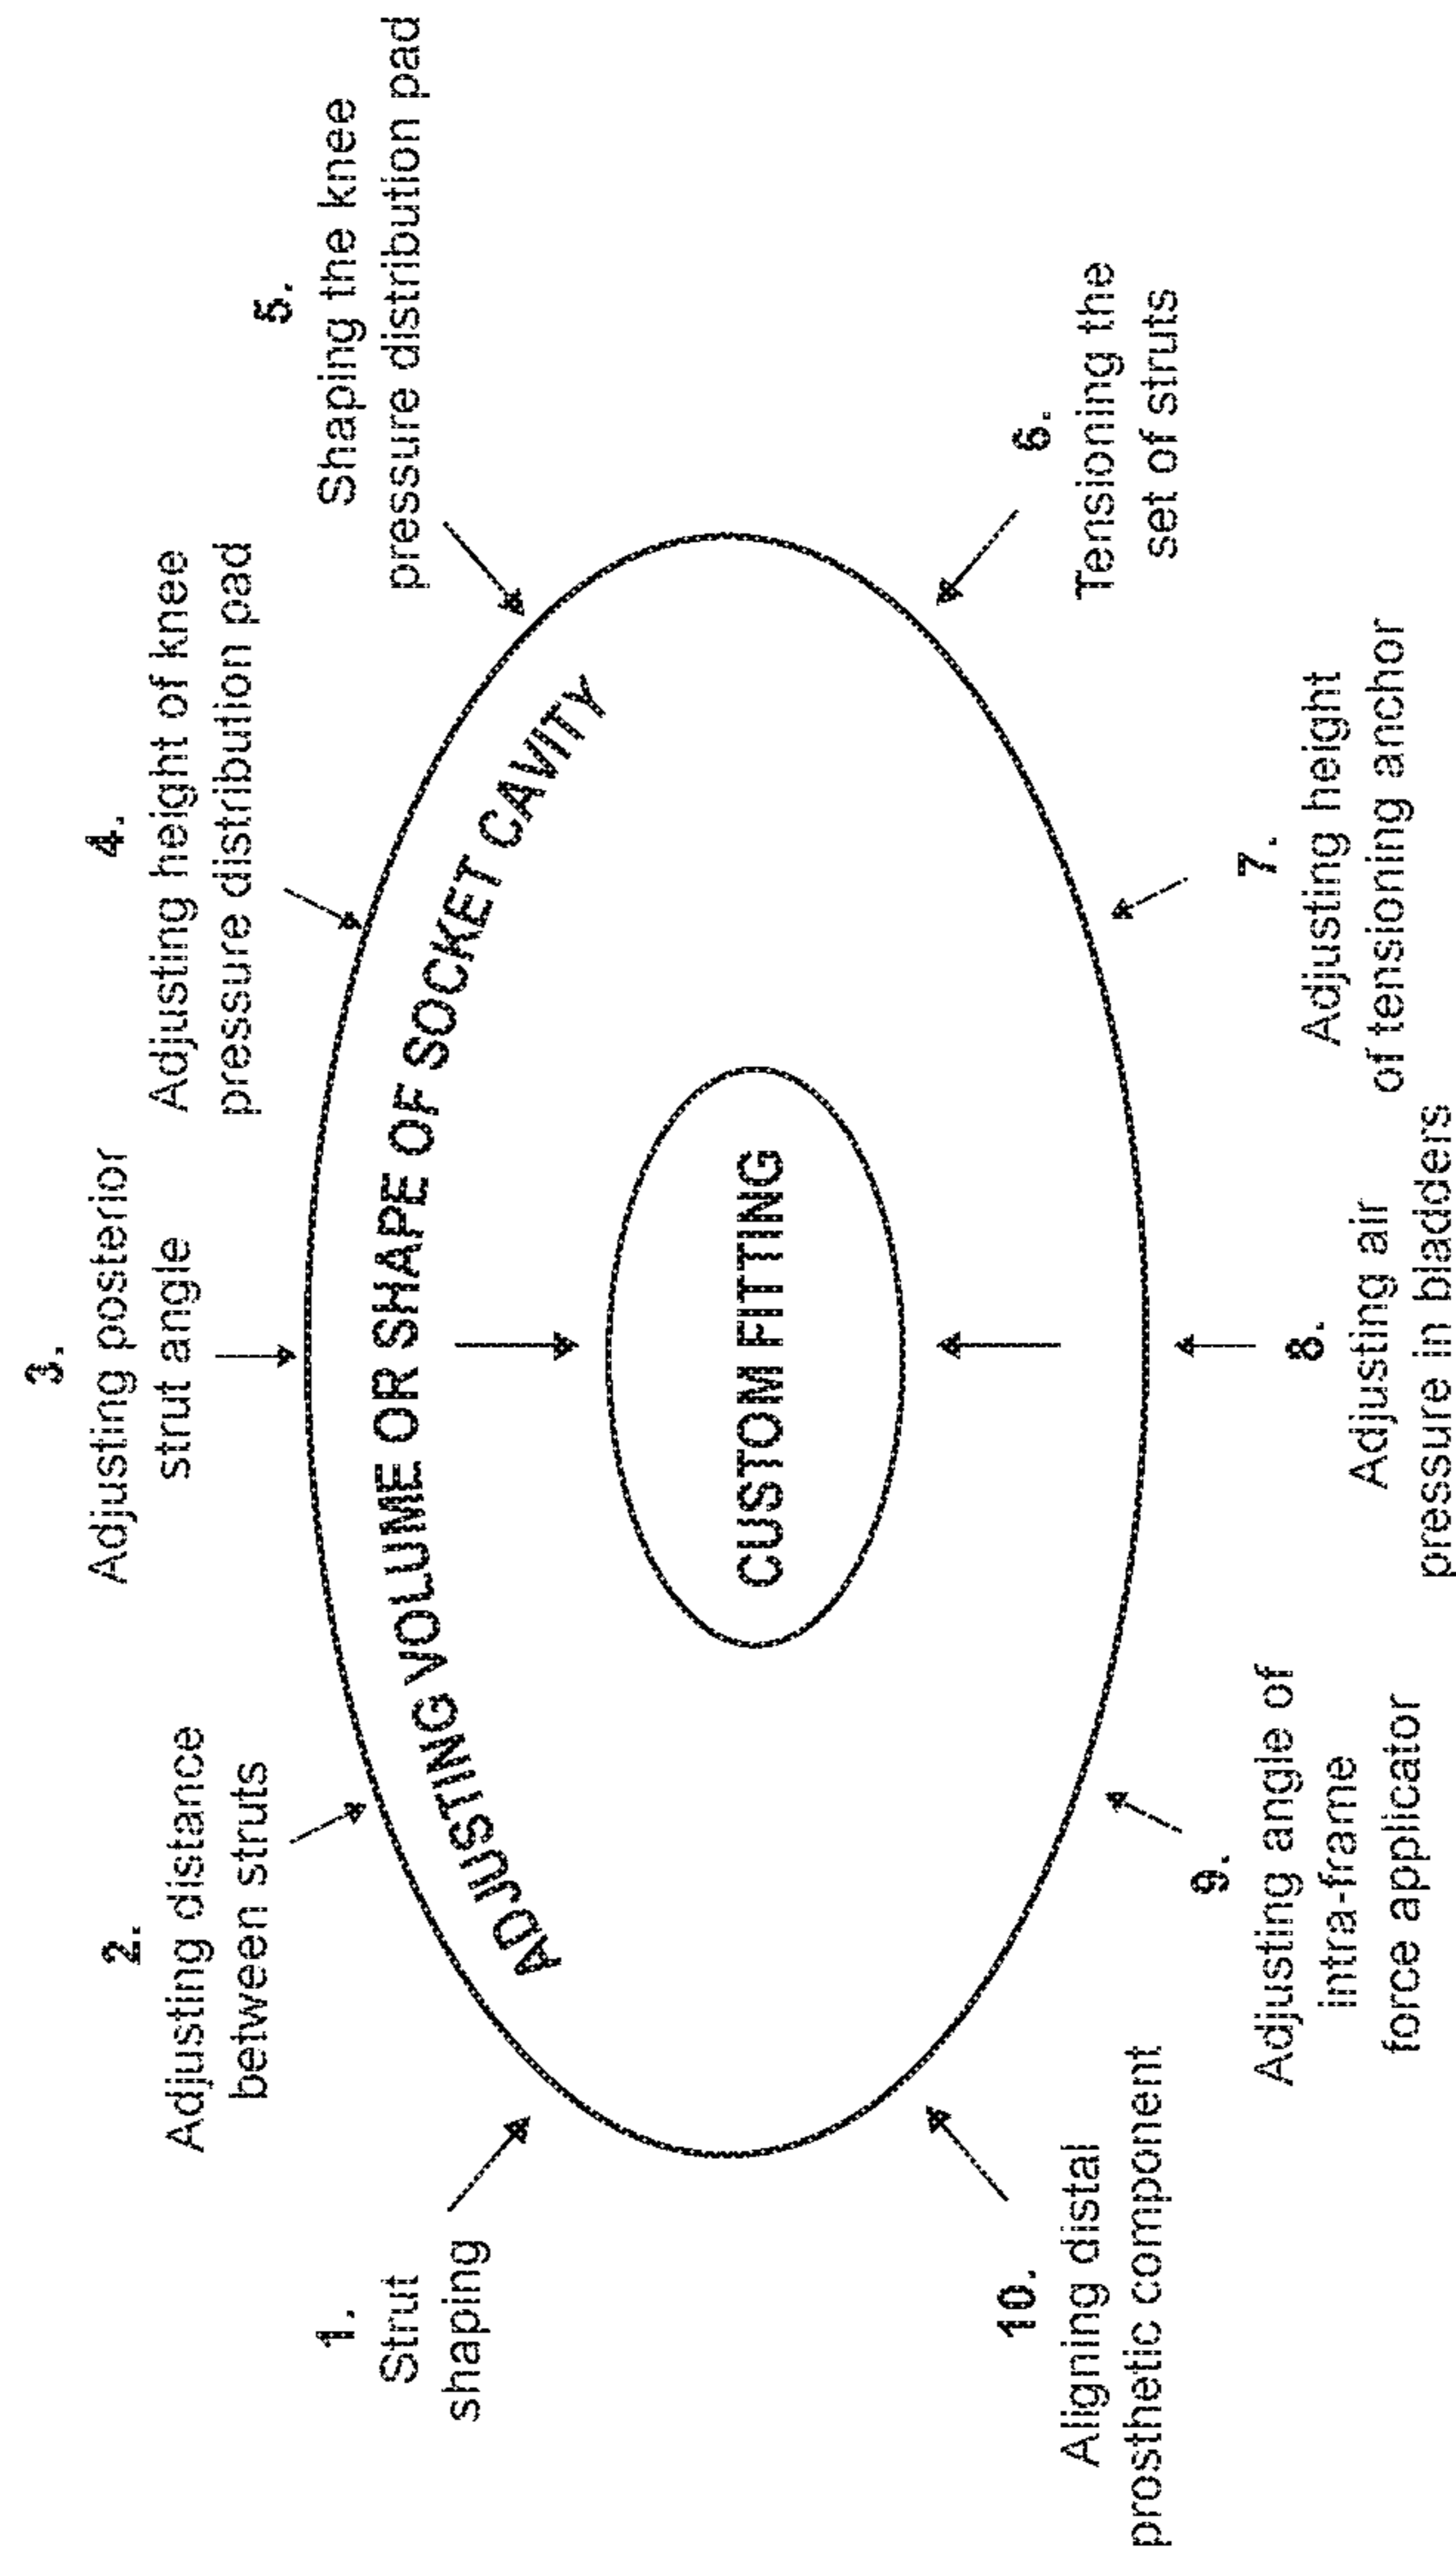 1.
Strut
shaping
2.
Adjusting distance
between struts
3.
Adjusting posterior
strut angle
4.
Adjusting height of knee
pressure distribution pad
5.
Shaping the knee
pressure distribution pad
ADJUSTING VOLUME OR SHAPE OF SOCKET CAVITY
CUSTOM FITTING
6.
Tensioning the
set of struts
7.
Adjusting height
of tensioning anchor
8.
Adjusting air
pressure in bladders
9.
Adjusting angle of
intra-frame
force applicator
10.
Aligning distal
prosthetic component